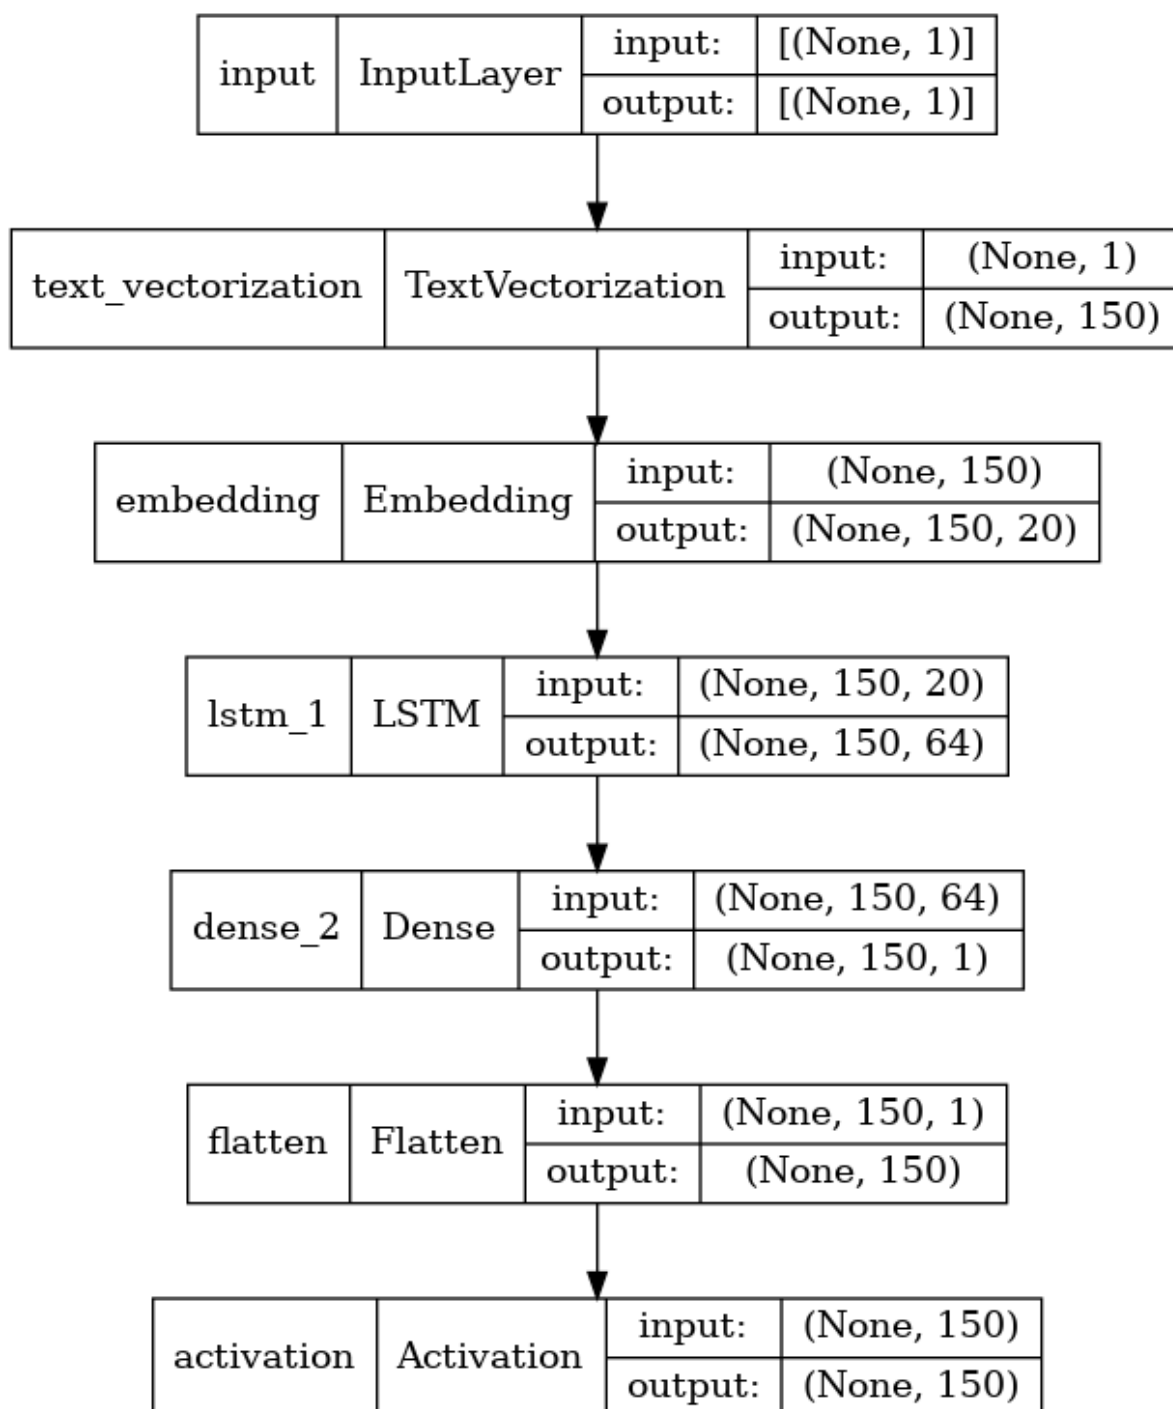 input InputLayer input: [(None, 1)]
output: [(None, 1)]
text_vectorization TextVectorization input: (None, 1)
output: (None, 150)
embedding Embedding input: (None, 150)
output: (None, 150, 20)
lstm_1 LSTM input: (None, 150, 20)
output: (None, 150, 64)
dense_2 Dense input: (None, 150, 64)
output: (None, 150, 1)
flatten Flatten input: (None, 150, 1)
output: (None, 150)
activation Activation input: (None, 150)
output: (None, 150)